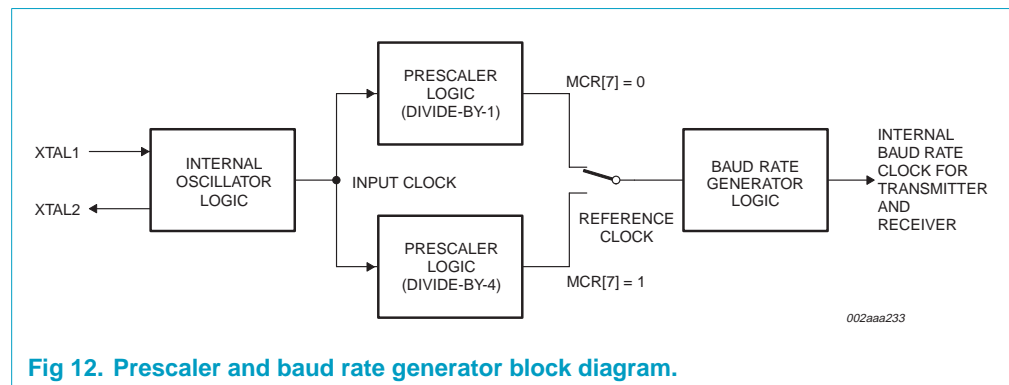 XTAL1
XTAL2
INTERNAL
OSCILLATOR
LOGIC
INPUT CLOCK
PRESCALER
LOGIC
(DIVIDE-BY-1)
MCR[7] = 0
PRESCALER
LOGIC
(DIVIDE-BY-4)
MCR[7] = 1
REFERENCE
CLOCK
BAUD RATE
GENERATOR
LOGIC
INTERNAL
BAUD RATE
CLOCK FOR
TRANSMITTER
AND
RECEIVER
002aaa233
Fig 12. Prescaler and baud rate generator block diagram.